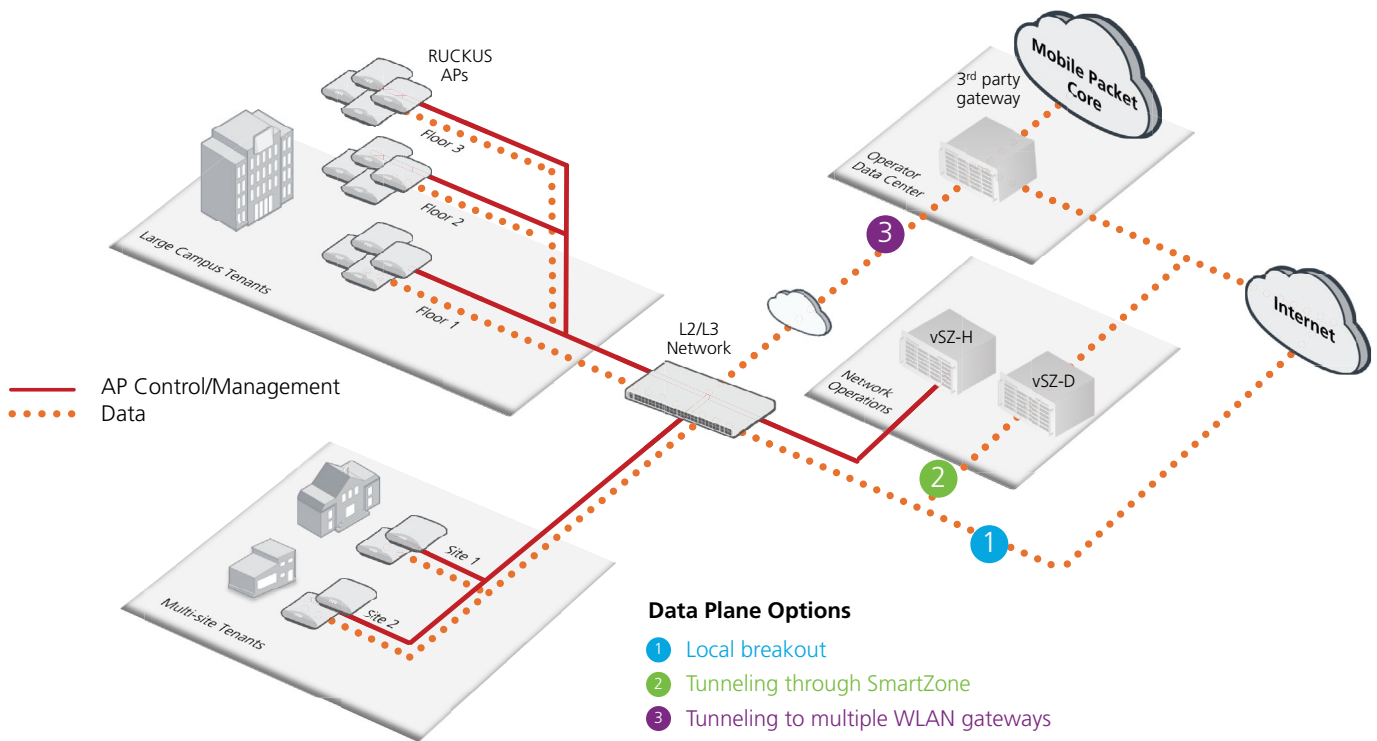 RUCKUS
APs
Floor 3
Floor 2
Floor 1
Large Campus Tenants
Mobile Packet
Core
3rd party
gateway
Operator
Data Center
3
Internet
L2/L3
Network
vSZ-H
vSZ-D
Network
Operations
2
1
AP Control/Management
Data
Site 1
Site 2
Multi-site Tenants
Data Plane Options
1 Local breakout
2 Tunneling through SmartZone
3 Tunneling to multiple WLAN gateways